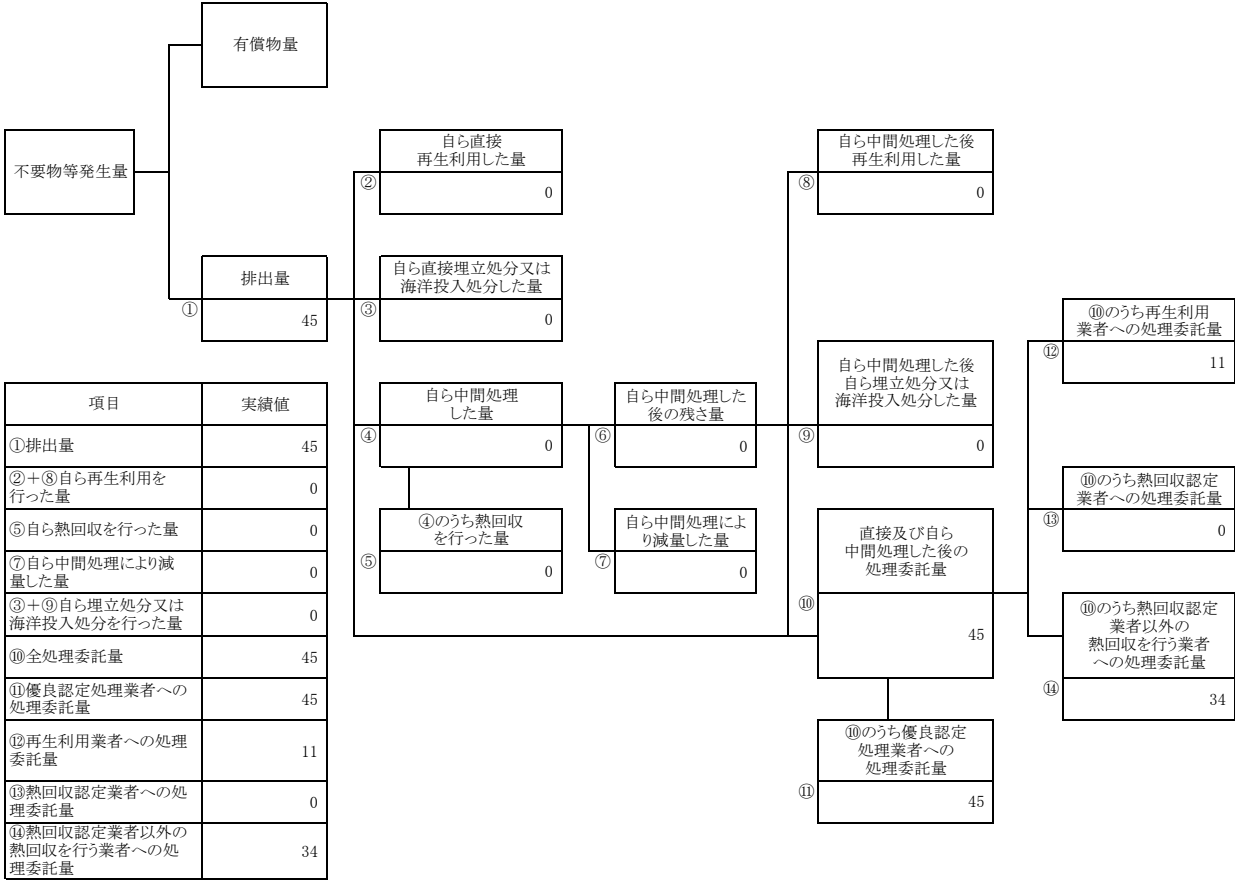 有償物量
不要物等発生量
排出量
①
45
自ら直接
再生利用した量
②
0
自ら直接埋立処分又は
海洋投入処分した量
③
0
自ら中間処理
した量
④
0
④のうち熱回収
を行った量
⑤
0
自ら中間処理した
後の残さ量
⑥
0
自ら中間処理によ
り減量した量
⑦
0
自ら中間処理した後
再生利用した量
⑧
0
自ら中間処理した後
自ら埋立処分又は
海洋投入処分した量
⑨
0
直接及び自ら
中間処理した後の
処理委託量
⑩
45
⑩のうち優良認定
処理業者への
処理委託量
⑪
45
⑩のうち再生利用
業者への処理委託量
⑫
11
⑩のうち熱回収認定
業者への処理委託量
⑬
0
⑩のうち熱回収認定
業者以外の
熱回収を行う業者
への処理委託量
⑭
34
項目 実績値
①排出量 45
②+⑧自ら再生利用を
行った量 0
⑤自ら熱回収を行った量 0
⑦自ら中間処理により減
量した量 0
③+⑨自ら埋立処分又は
海洋投入処分を行った量 0
⑩全処理委託量 45
⑪優良認定処理業者への
処理委託量 45
⑫再生利用業者への処理
委託量 11
⑬熱回収認定業者への処
理委託量 0
⑭熱回収認定業者以外の
熱回収を行う業者への処
理委託量 34